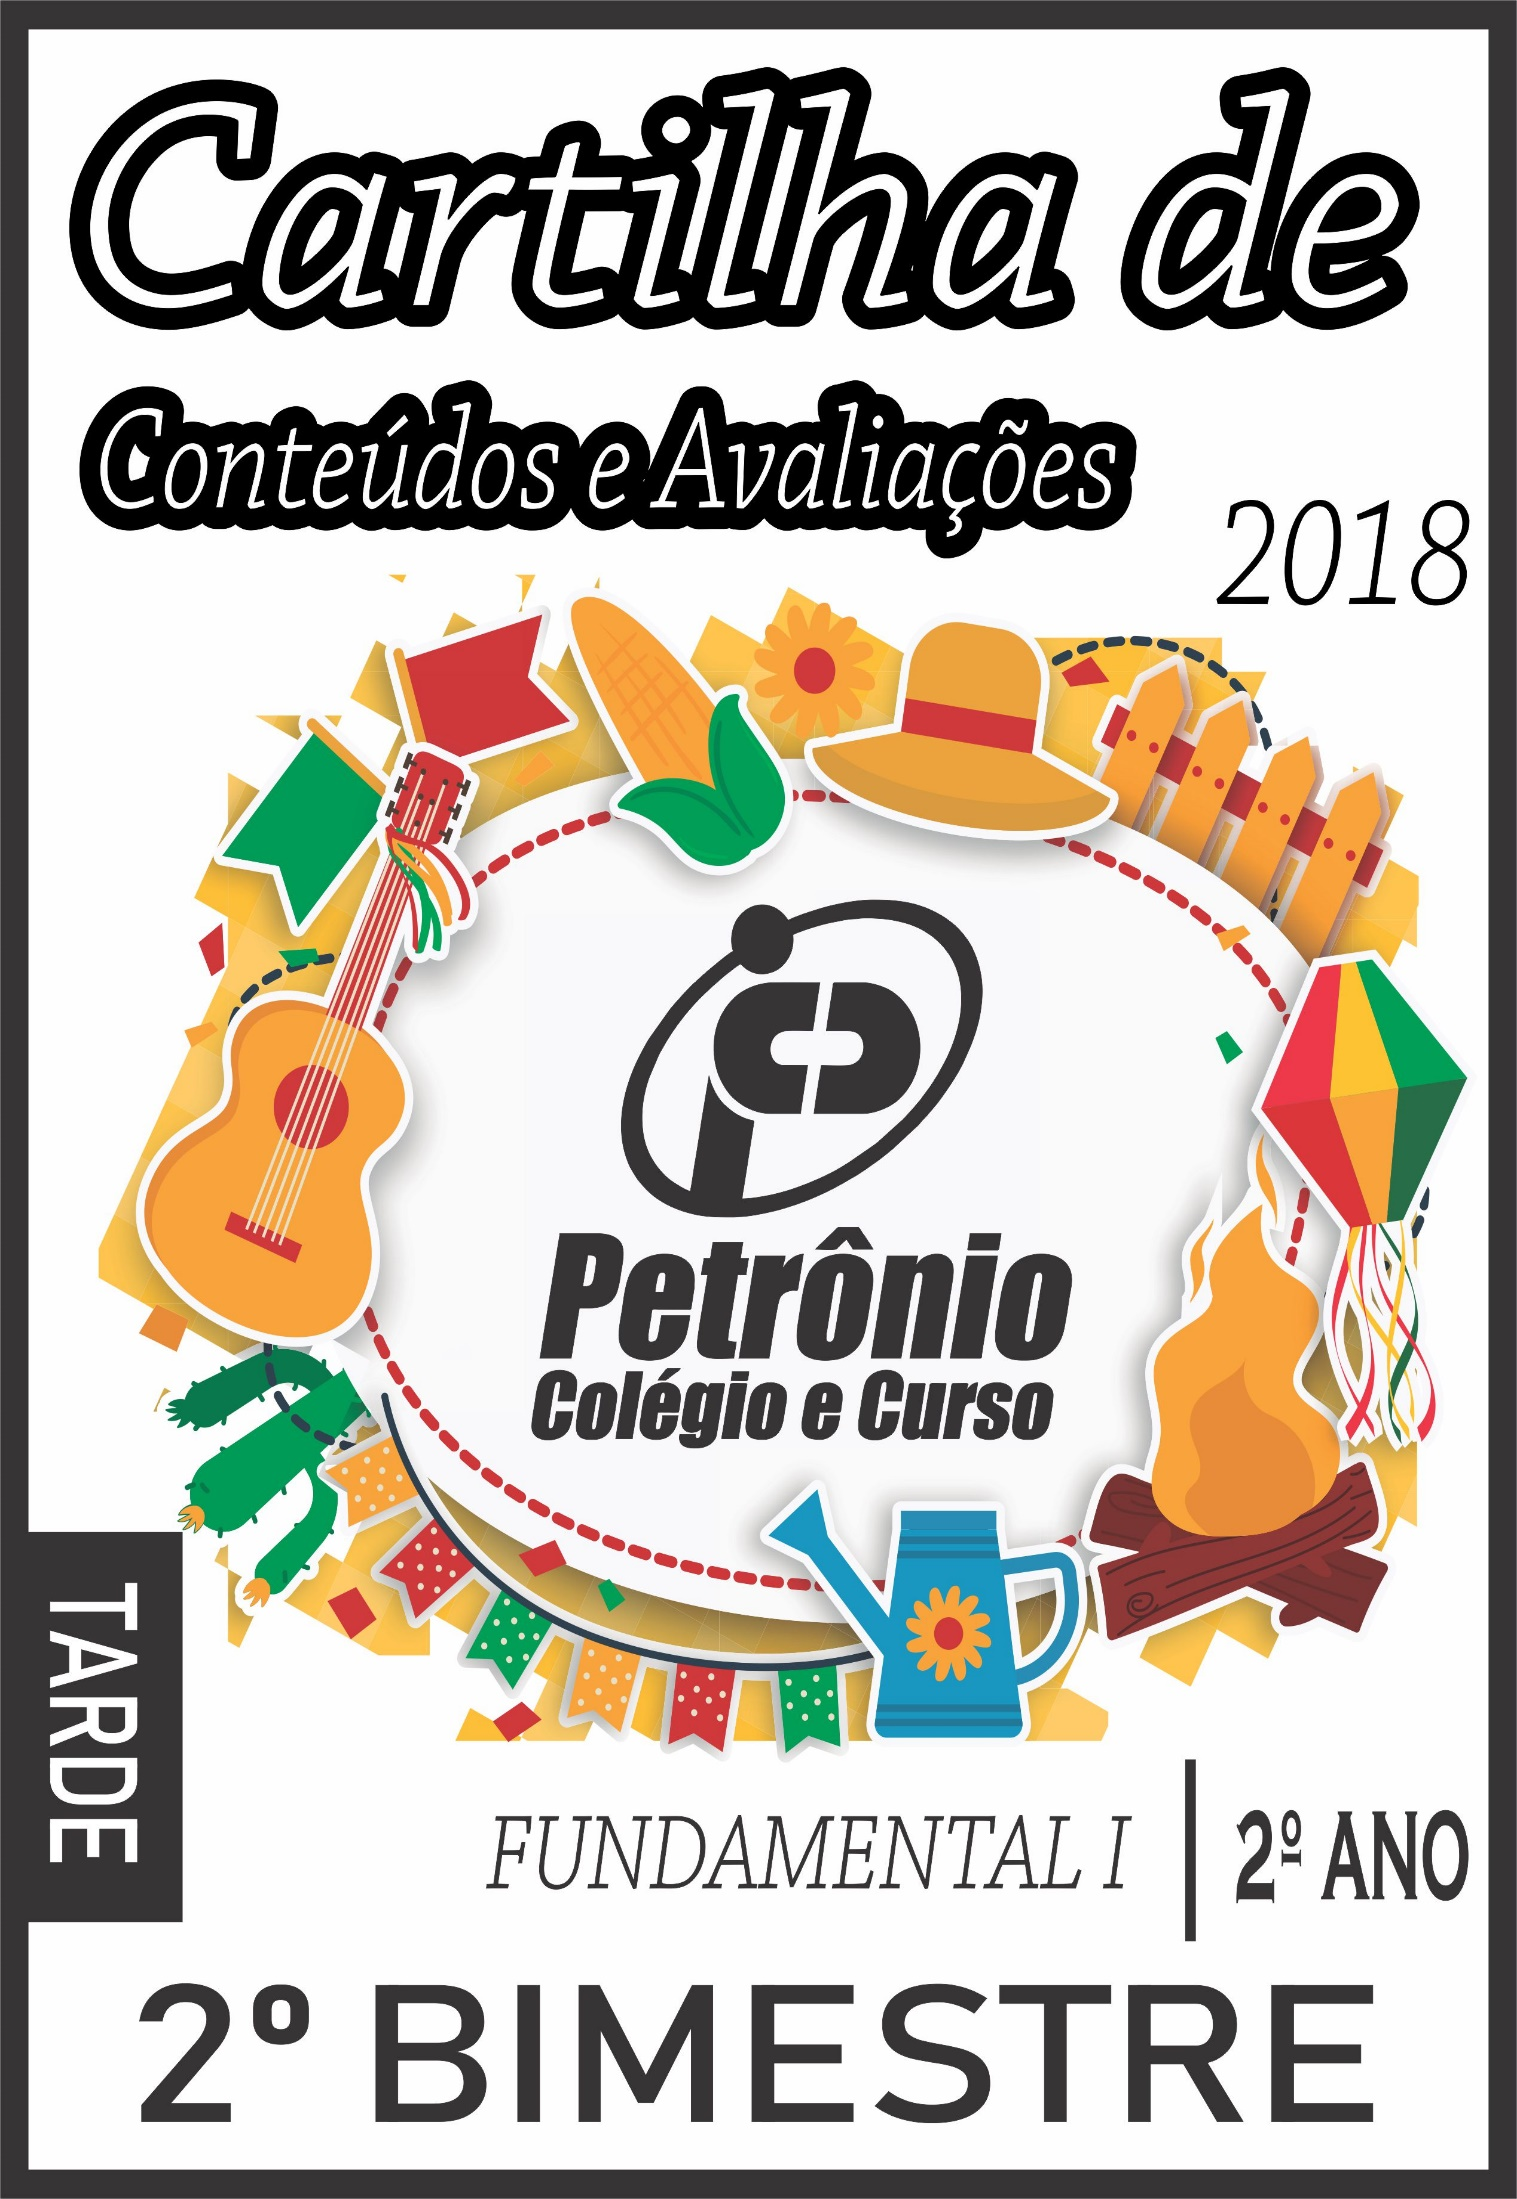 Cartilha de
Conteúdos e Avaliações
2018
Petrônio
Colégio e Curso
TARDE
FUNDAMENTAL I
2º ANO
2º BIMESTRE